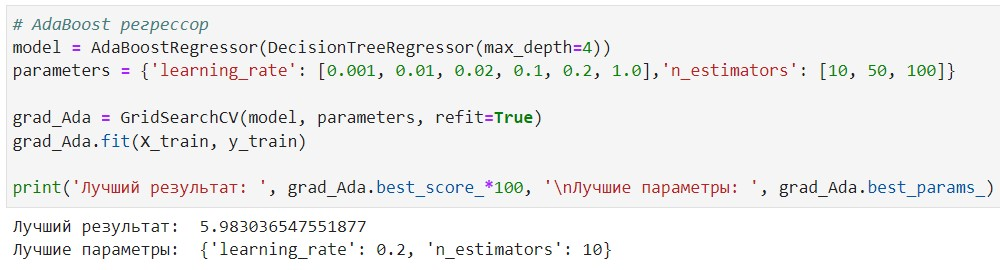 # AdaBoost регрессор
model = AdaBoostRegressor(DecisionTreeRegressor(max_depth=4))
parameters = {'learning_rate': [0.001, 0.01, 0.02, 0.1, 0.2, 1.0],'n_estimators': [10, 50, 100]}
grad_Ada = GridSearchCV(model, parameters, refit=True)
grad_Ada.fit(X_train, y_train)
print('Лучший результат: ', grad_Ada.best_score_*100, '\nЛучшие параметры: ', grad_Ada.best_params_)
Лучший результат:  5.983036547551877
Лучшие параметры:  {'learning_rate': 0.2, 'n_estimators': 10}